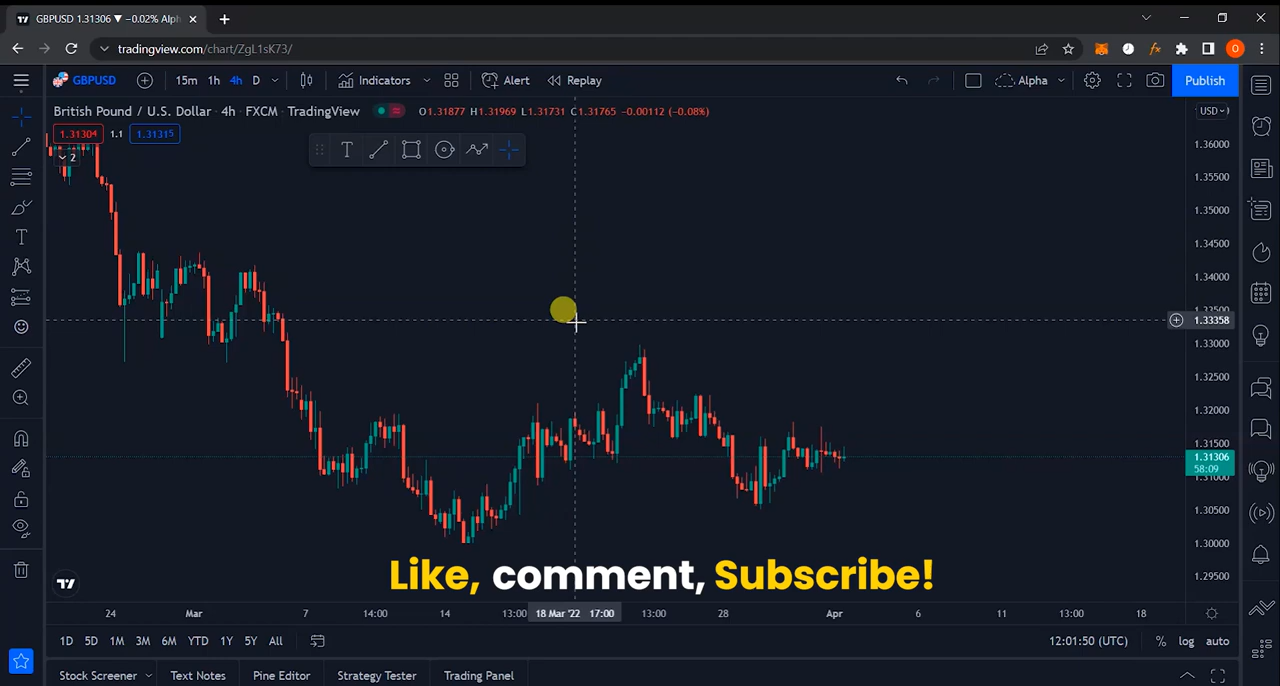 GBPUSD 1.31306 ▼ −0.02% Alph
tradingview.com/chart/ZgL1sK73/
GBPUSD 15m 1h 4h D Indicators Alert Replay Alpha Publish
British Pound / U.S. Dollar · 4h · FXCM · TradingView O1.31877 H1.31969 L1.31731 C1.31765 −0.00112 (−0.08%)
USD
1.31304 1.1 1.31315
2
1.36000
1.35500
1.35000
1.34500
1.34000
1.33500
1.33358
1.33000
1.32500
1.32000
1.31500
1.31306
58:09
1.31000
1.30500
1.30000
1.29500
Like, comment, Subscribe!
24 Mar 7 14:00 14 13:00 18 Mar '22 17:00 13:00 28 Apr 6 11 13:00 18
1D 5D 1M 3M 6M YTD 1Y 5Y All 12:01:50 (UTC) % log auto
Stock Screener Text Notes Pine Editor Strategy Tester Trading Panel